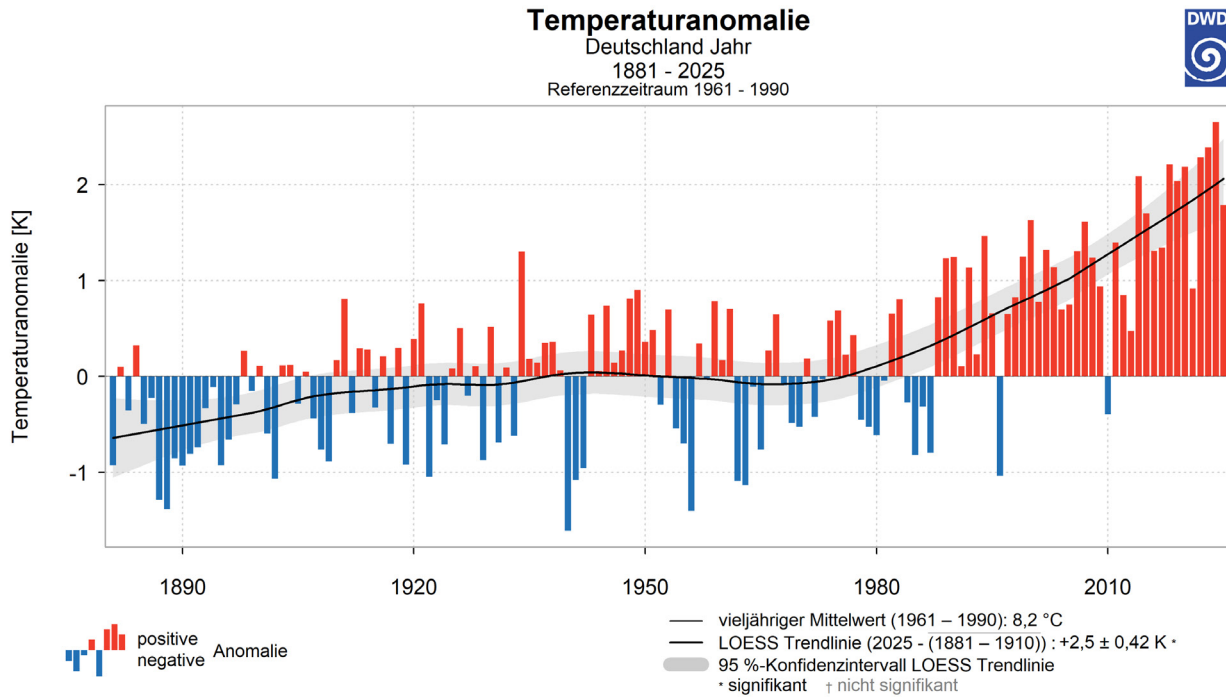 Temperaturanomalie
Deutschland Jahr
1881 - 2025
Referenzzeitraum 1961 - 1990
DWD
Temperaturanomalie [K]
2
1
0
-1
1890 1920 1950 1980 2010
positive
negative
Anomalie
vieljähriger Mittelwert (1961 – 1990): 8,2 °C
LOESS Trendlinie (2025 - (1881 – 1910)) : +2,5 ± 0,42 K *
95 %-Konfidenzintervall LOESS Trendlinie
* signifikant † nicht signifikant